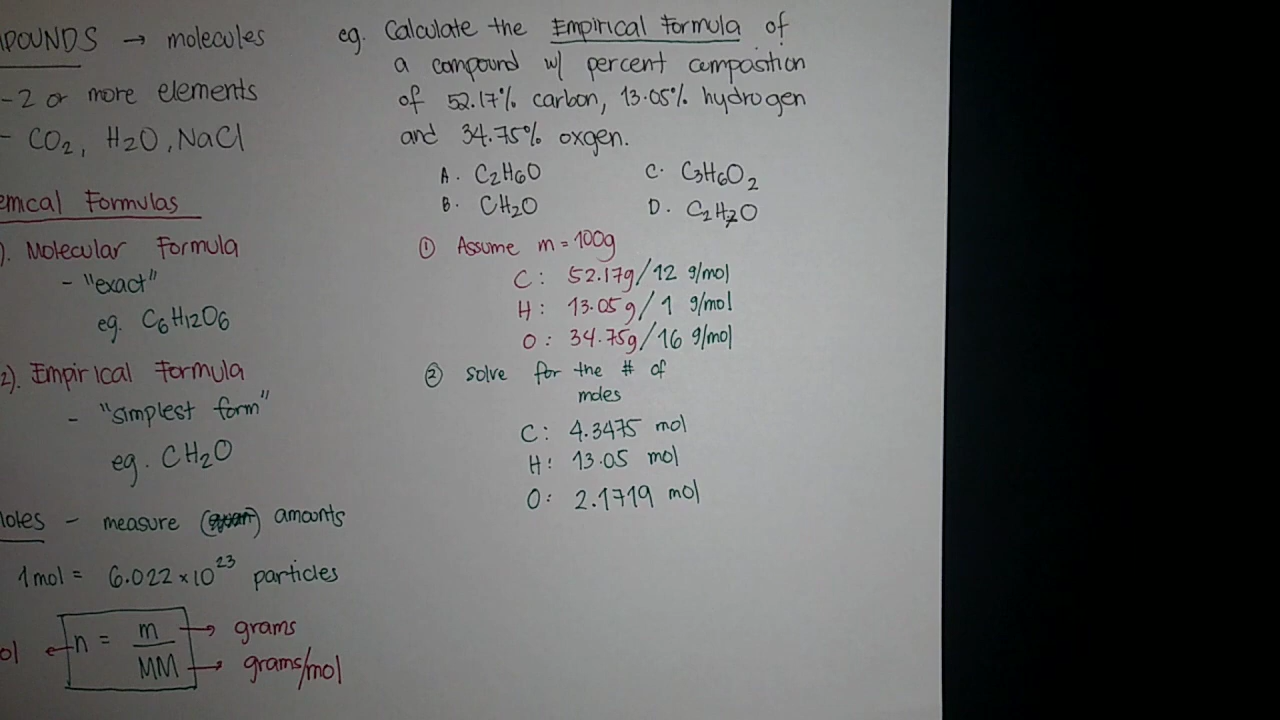 POUNDS → molecules
- 2 or more elements
- CO2, H2O, NaCl
emical Formulas
). Molecular Formula
- "exact"
eg. C6H12O6
2). Empirical Formula
- "simplest form"
eg. CH2O
oles - measure () amounts
1 mol = 6.022 x 10^23 particles
ol ← n = m/MM → grams
→ grams/mol
eg. Calculate the Empirical Formula of
a compound w/ percent composition
of 52.17% carbon, 13.05% hydrogen
and 34.75% oxgen.
A. C2H6O C. C3H6O2
B. CH2O D. C2H7O
① Assume m = 100g
C: 52.17g/12 g/mol
H: 13.05g/1 g/mol
O: 34.75g/16 g/mol
② Solve for the # of
moles
C: 4.3475 mol
H: 13.05 mol
O: 2.1719 mol